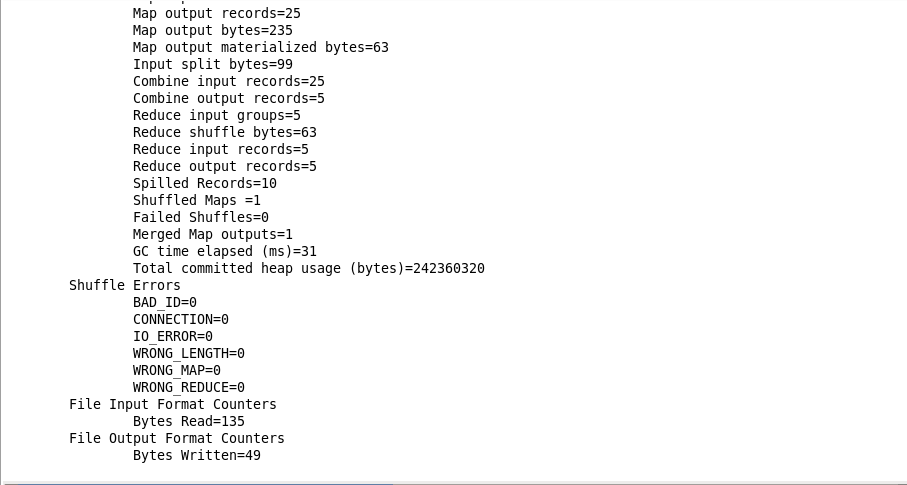 Map output records=25
Map output bytes=235
Map output materialized bytes=63
Input split bytes=99
Combine input records=25
Combine output records=5
Reduce input groups=5
Reduce shuffle bytes=63
Reduce input records=5
Reduce output records=5
Spilled Records=10
Shuffled Maps =1
Failed Shuffles=0
Merged Map outputs=1
GC time elapsed (ms)=31
Total committed heap usage (bytes)=242360320
Shuffle Errors
BAD_ID=0
CONNECTION=0
IO_ERROR=0
WRONG_LENGTH=0
WRONG_MAP=0
WRONG_REDUCE=0
File Input Format Counters
Bytes Read=135
File Output Format Counters
Bytes Written=49